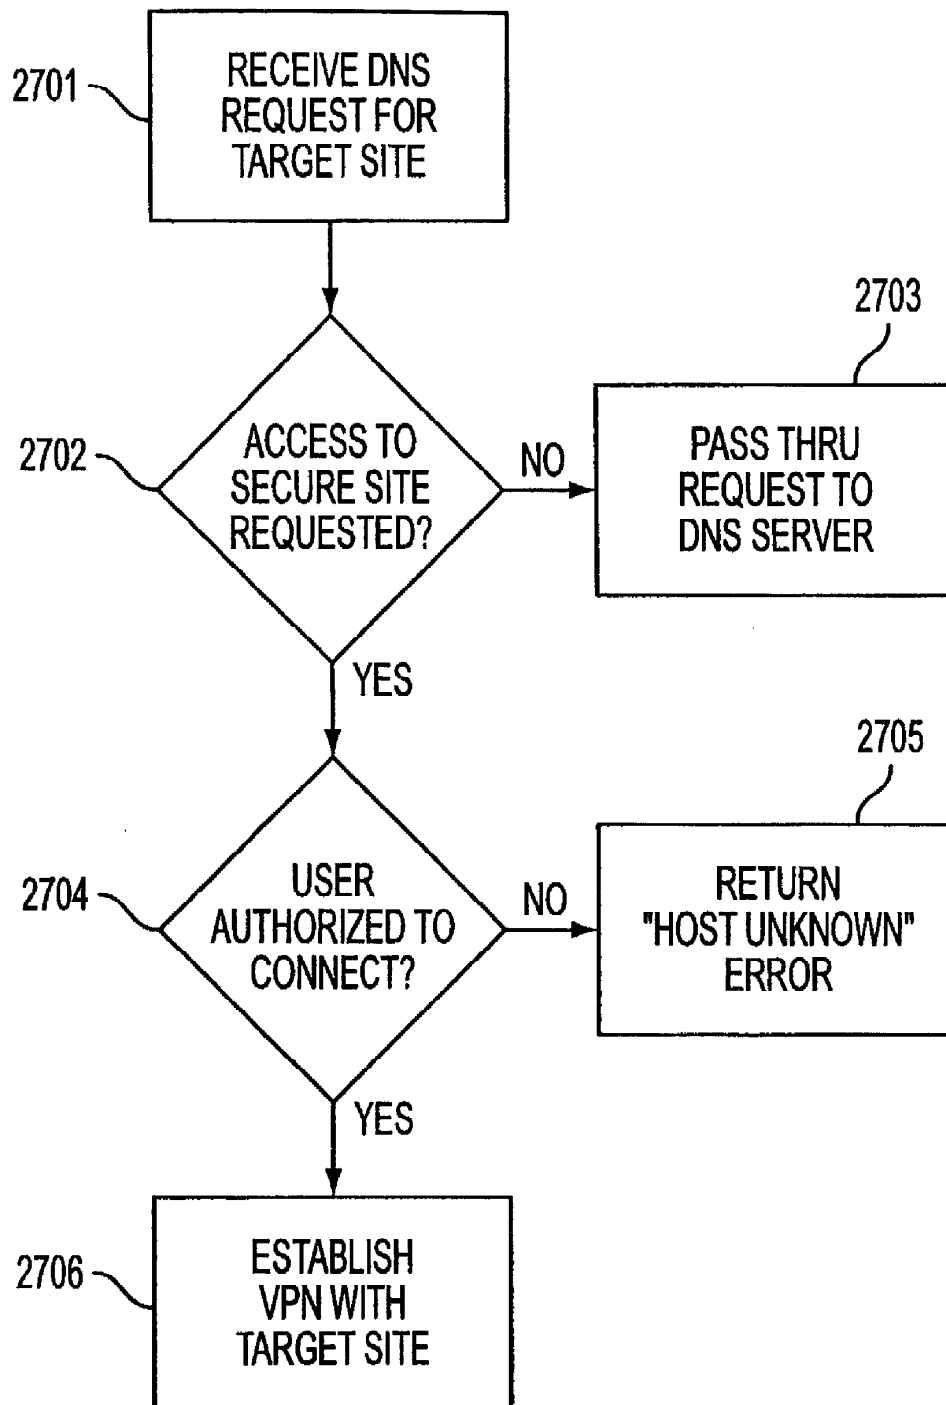 2701
RECEIVE DNS
REQUEST FOR
TARGET SITE
2702
ACCESS TO
SECURE SITE
REQUESTED?
NO
2703
PASS THRU
REQUEST TO
DNS SERVER
YES
2704
USER
AUTHORIZED TO
CONNECT?
NO
2705
RETURN
"HOST UNKNOWN"
ERROR
YES
2706
ESTABLISH
VPN WITH
TARGET SITE